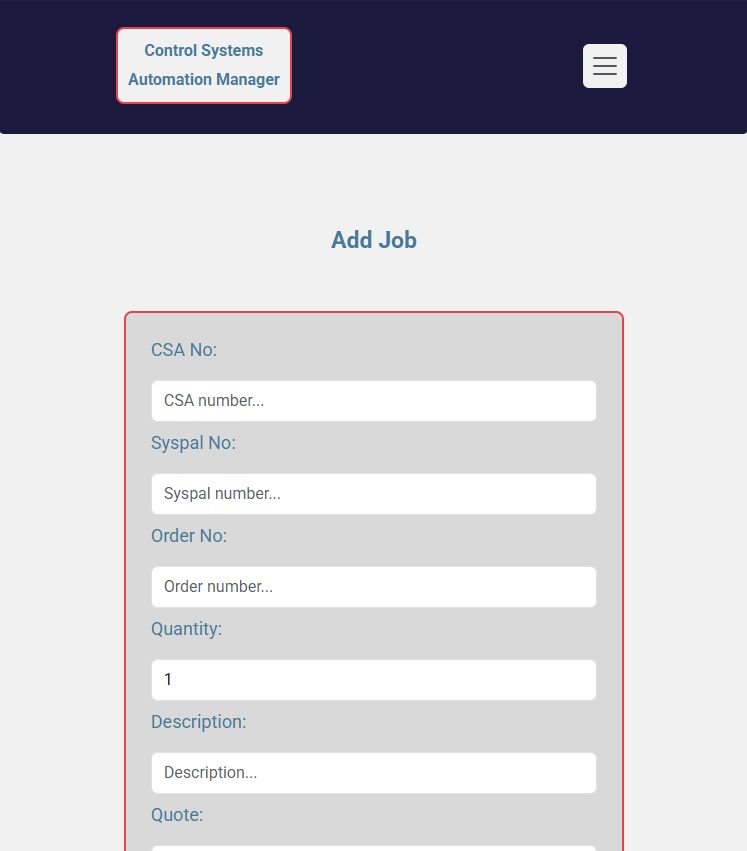 Control Systems
Automation Manager
Add Job
CSA No:
CSA number...
Syspal No:
Syspal number...
Order No:
Order number...
Quantity:
1
Description:
Description...
Quote: